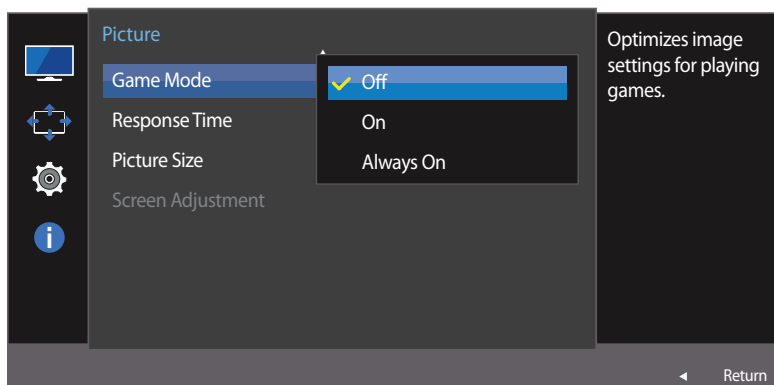 Picture
Game Mode
Off
Response Time
On
Picture Size
Always On
Screen Adjustment
Optimizes image
settings for playing
games.
Return